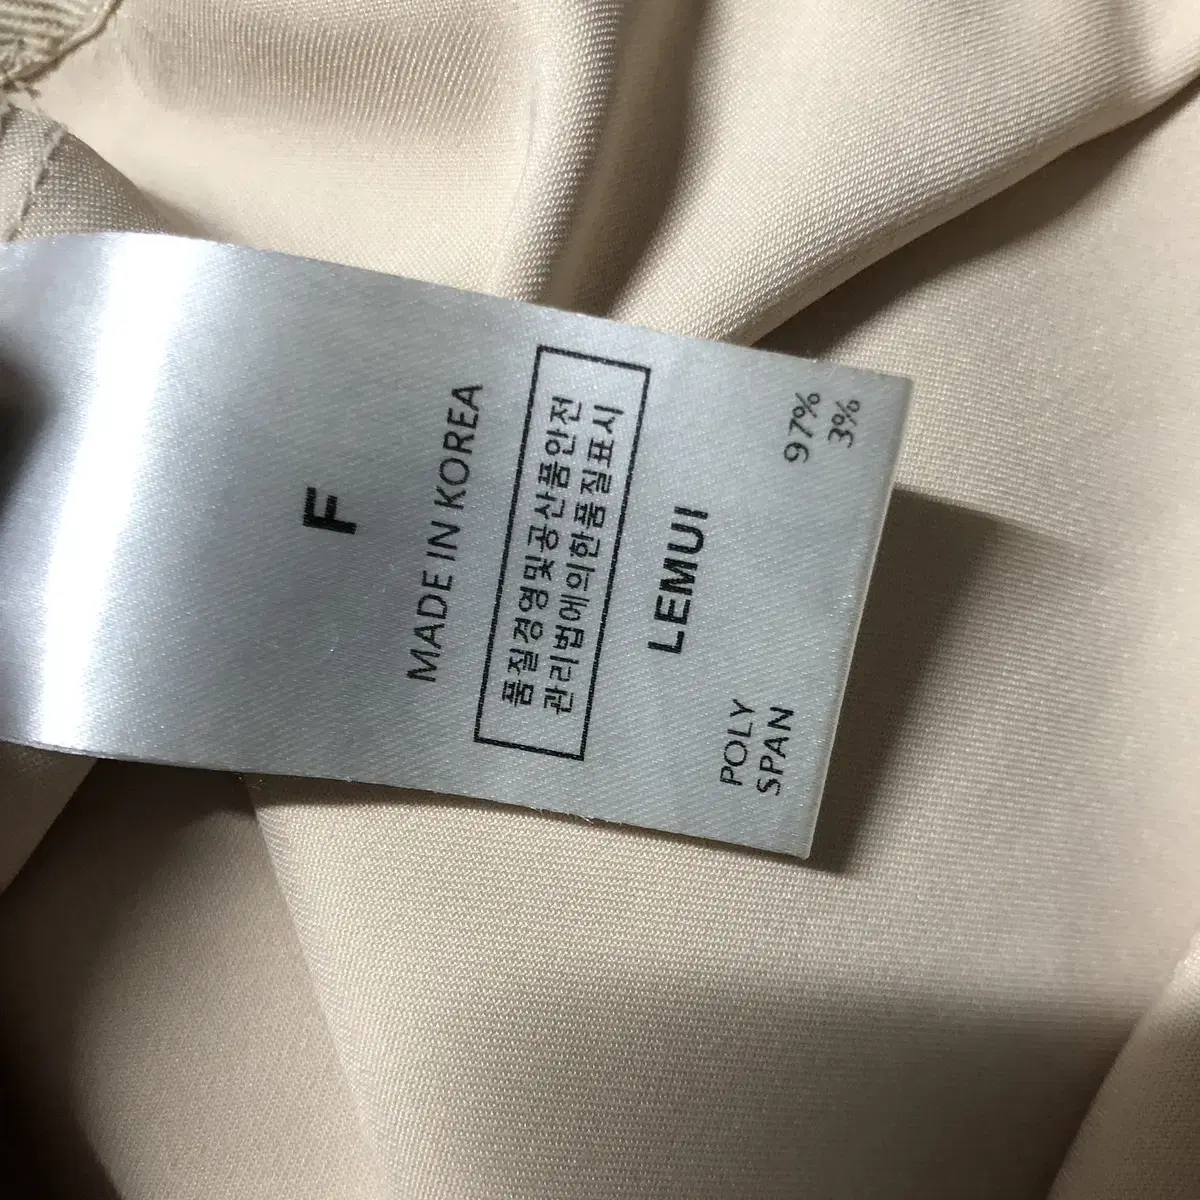 F
MADE IN KOREA
품질경영및공산품안전
관리법에의한품질표시
LEMUI
POLY 97%
SPAN 3%